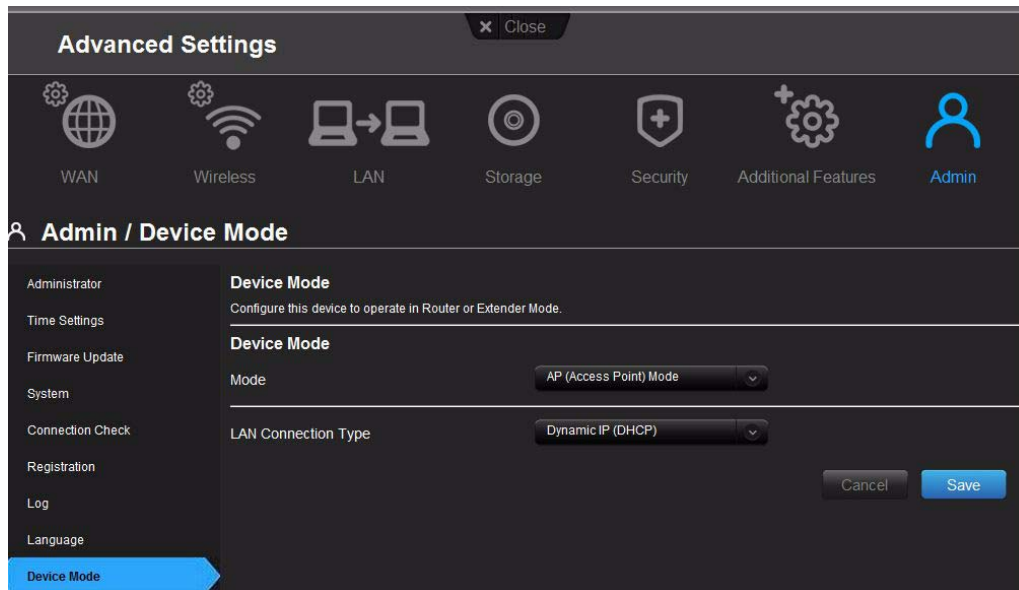 Close
Advanced Settings
WAN Wireless LAN Storage Security Additional Features Admin
Admin / Device Mode
Administrator
Time Settings
Firmware Update
System
Connection Check
Registration
Log
Language
Device Mode
Device Mode
Configure this device to operate in Router or Extender Mode.
Device Mode
Mode AP (Access Point) Mode
LAN Connection Type Dynamic IP (DHCP)
Cancel Save